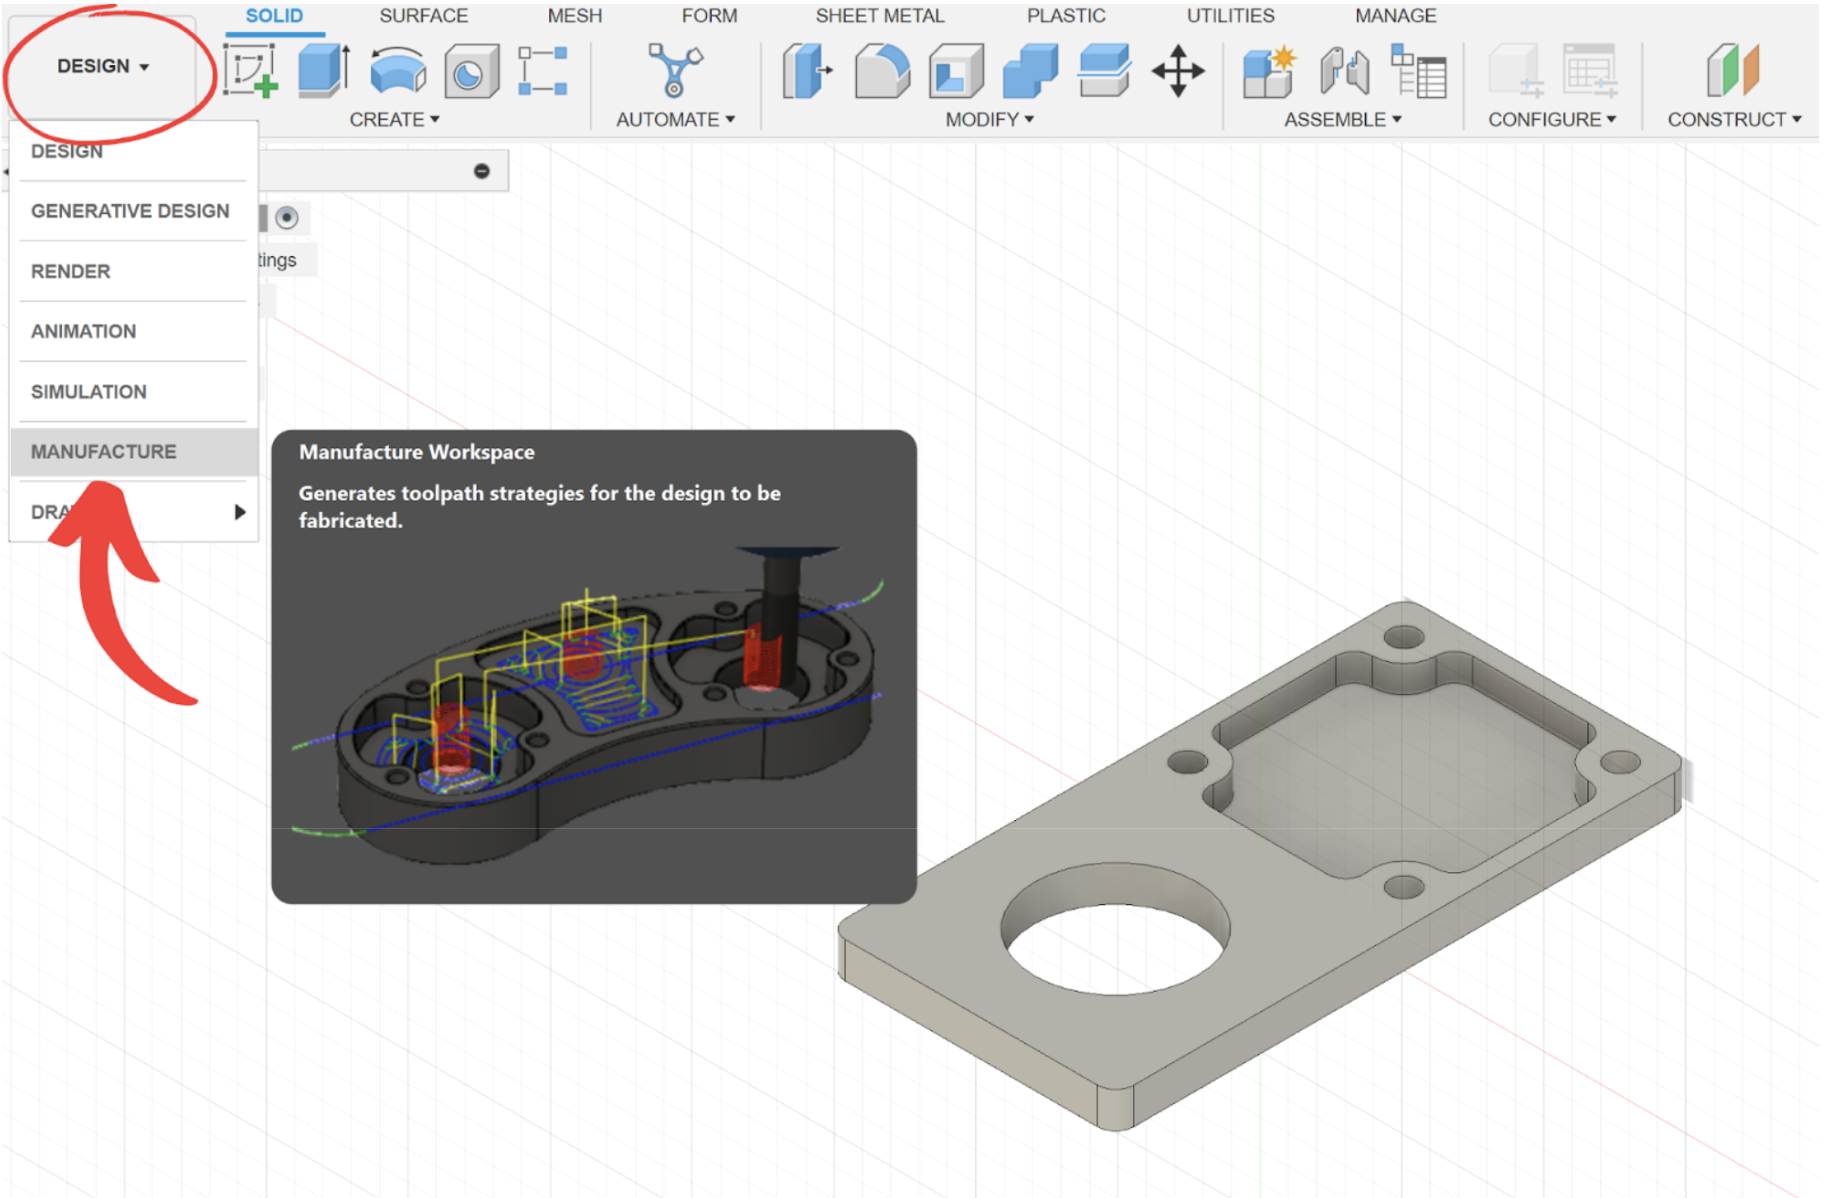 SOLID
SURFACE
MESH
FORM
SHEET METAL
PLASTIC
UTILITIES
MANAGE
DESIGN
CREATE
AUTOMATE
MODIFY
ASSEMBLE
CONFIGURE
CONSTRUCT
DESIGN
GENERATIVE DESIGN
tings
RENDER
ANIMATION
SIMULATION
MANUFACTURE
DRA
Manufacture Workspace
Generates toolpath strategies for the design to be
fabricated.